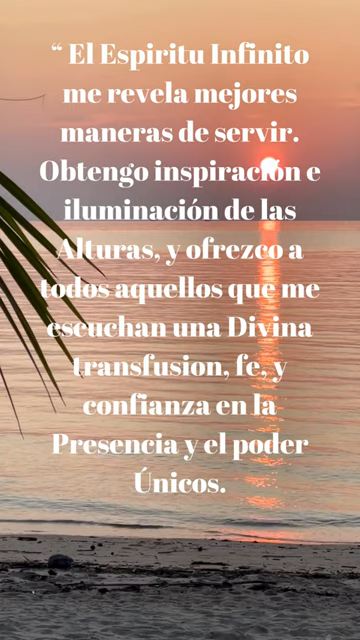 “ El Espiritu Infinito
me revela mejores
maneras de servir.
Obtengo inspiración e
iluminación de las
Alturas, y ofrezco a
todos aquellos que me
escuchan una Divina
transfusion, fe, y
confianza en la
Presencia y el poder
Únicos.